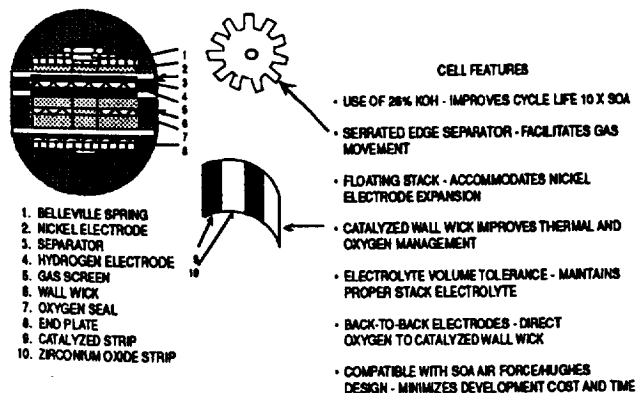 1
2
3
4
5
6
7
8
1. BELLEVILLE SPRING
2. NICKEL ELECTRODE
3. SEPARATOR
4. HYDROGEN ELECTRODE
5. GAS SCREEN
6. WALL WICK
7. OXYGEN SEAL
8. END PLATE
9. CATALYZED STRIP
10. ZIRCONIUM OXIDE STRIP
9
10
CELL FEATURES
• USE OF 26% KOH - IMPROVES CYCLE LIFE 10 X SOA
• SERRATED EDGE SEPARATOR - FACILITATES GAS
MOVEMENT
• FLOATING STACK - ACCOMMODATES NICKEL
ELECTRODE EXPANSION
• CATALYZED WALL WICK IMPROVES THERMAL AND
OXYGEN MANAGEMENT
• ELECTROLYTE VOLUME TOLERANCE - MAINTAINS
PROPER STACK ELECTROLYTE
• BACK-TO-BACK ELECTRODES - DIRECT
OXYGEN TO CATALYZED WALL WICK
• COMPATIBLE WITH SOA AIR FORCE/HUGHES
DESIGN - MINIMIZES DEVELOPMENT COST AND TIME